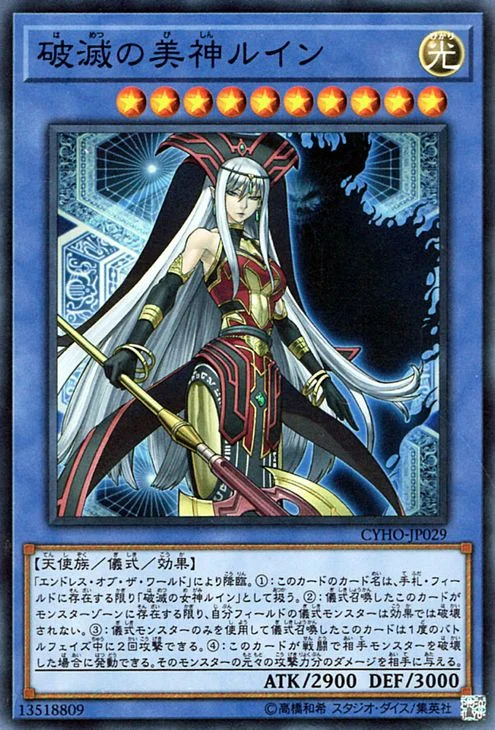 破滅の美神ルイン
光
CYHO-JP029
【天使族／儀式／効果】
「エンドレス・オブ・ザ・ワールド」により降臨。①：このカードのカード名は、手札・フィー
ルドに存在する限り「破滅の女神ルイン」として扱う。②：儀式召喚したこのカードが
モンスターゾーンに存在する限り、自分フィールドの儀式モンスターは効果では破壊
されない。③：儀式モンスターのみを使用して儀式召喚したこのカードは１度のバト
ルフェイズ中に２回攻撃できる。④：このカードが戦闘で相手モンスターを破壊
した場合に発動できる。そのモンスターの元々の攻撃力分のダメージを相手に与える。
ATK/2900 DEF/3000
13518809 ©高橋和希 スタジオ・ダイス/集英社